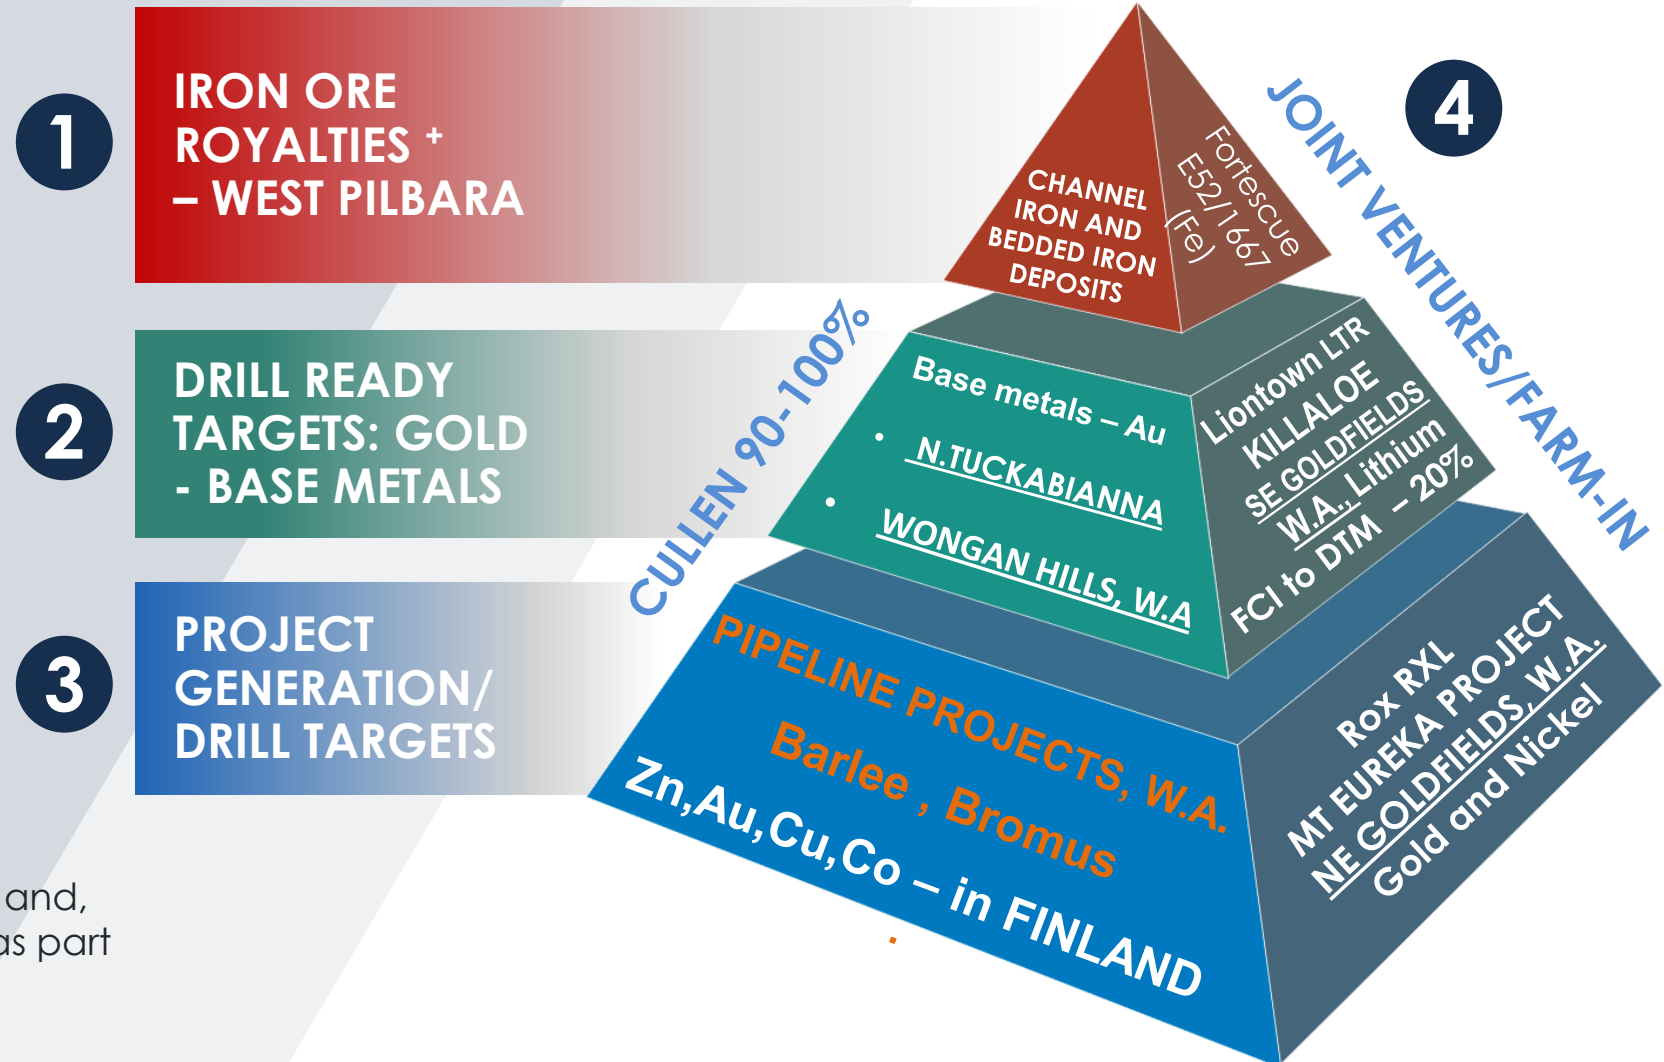 1
IRON ORE
ROYALTIES +
– WEST PILBARA
2
DRILL READY
TARGETS: GOLD
- BASE METALS
3
PROJECT
GENERATION/
DRILL TARGETS
and,
as part
CULLEN 90-100%
CHANNEL
IRON AND
BEDDED IRON
DEPOSITS
Fortescue
E52/1667
(Fe)
4
JOINT VENTURES/FARM-IN
Base metals – Au
• N.TUCKABIANNA
• WONGAN HILLS, W.A
Liontown LTR
KILLALOE
SE GOLDFIELDS
W.A., Lithium
FCI to DTM – 20%
PIPELINE PROJECTS, W.A.
Barlee , Bromus
Zn,Au,Cu,Co – in FINLAND
Rox RXL
MT EUREKA PROJECT
NE GOLDFIELDS, W.A.
Gold and Nickel